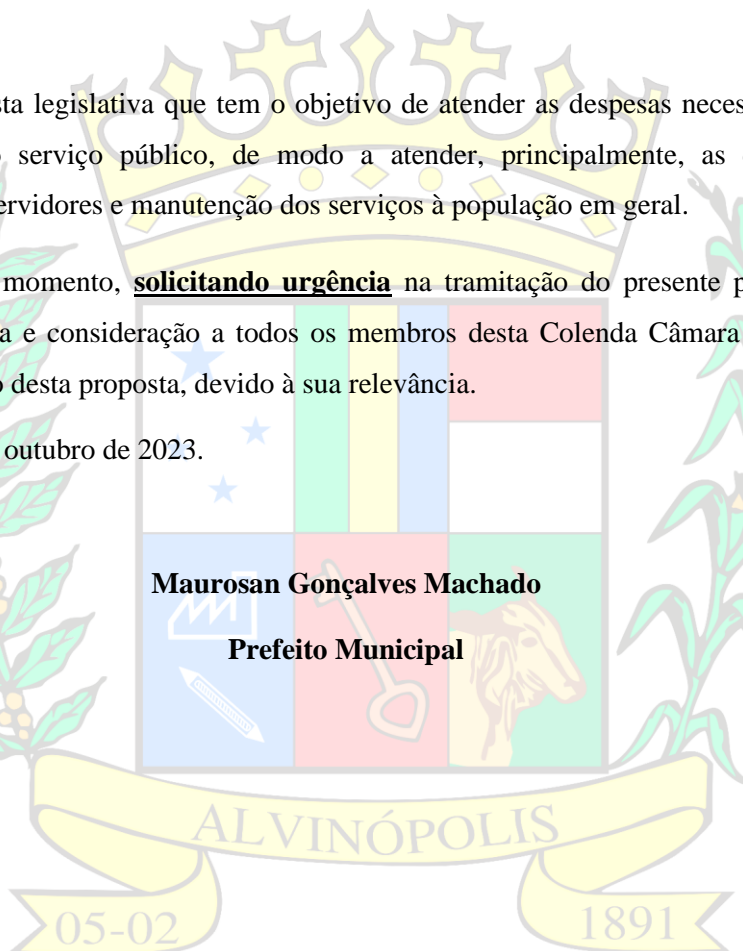 sta legislativa que tem o objetivo de atender as despesas neces
o serviço público, de modo a atender, principalmente, as
ervidores e manutenção dos serviços à população em geral.
momento, solicitando urgência na tramitação do presente p
a e consideração a todos os membros desta Colenda Câmara
o desta proposta, devido à sua relevância.
outubro de 2023.
Maurosan Gonçalves Machado
Prefeito Municipal
ALVINÓPOLIS
05-02
1891